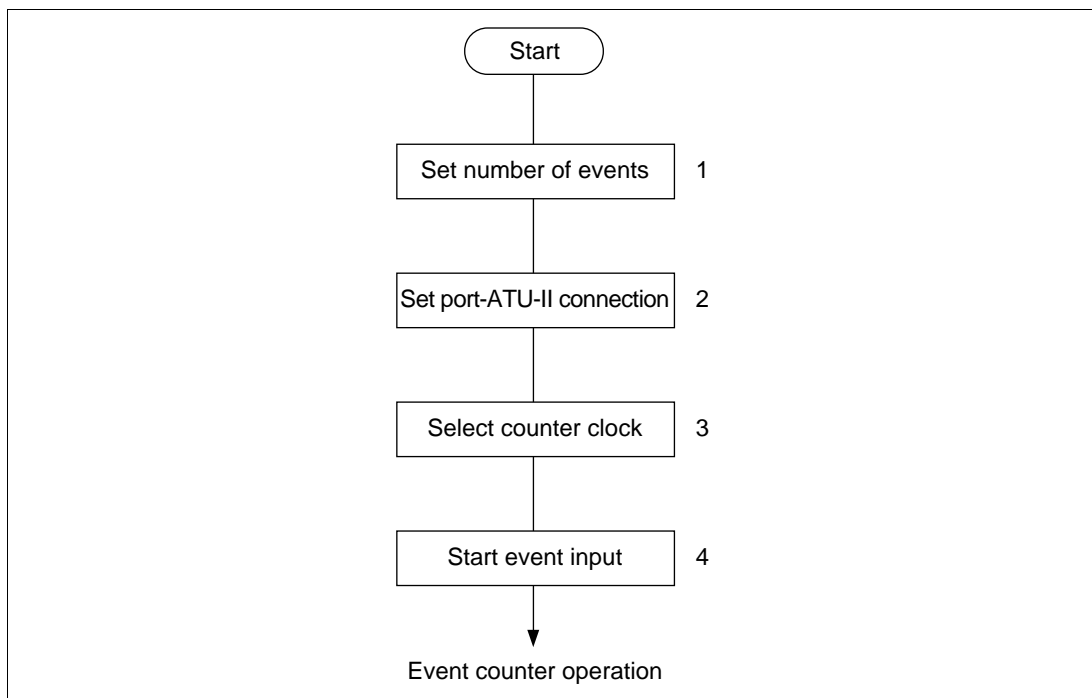 Start
Set number of events 1
Set port-ATU-II connection 2
Select counter clock 3
Start event input 4
Event counter operation